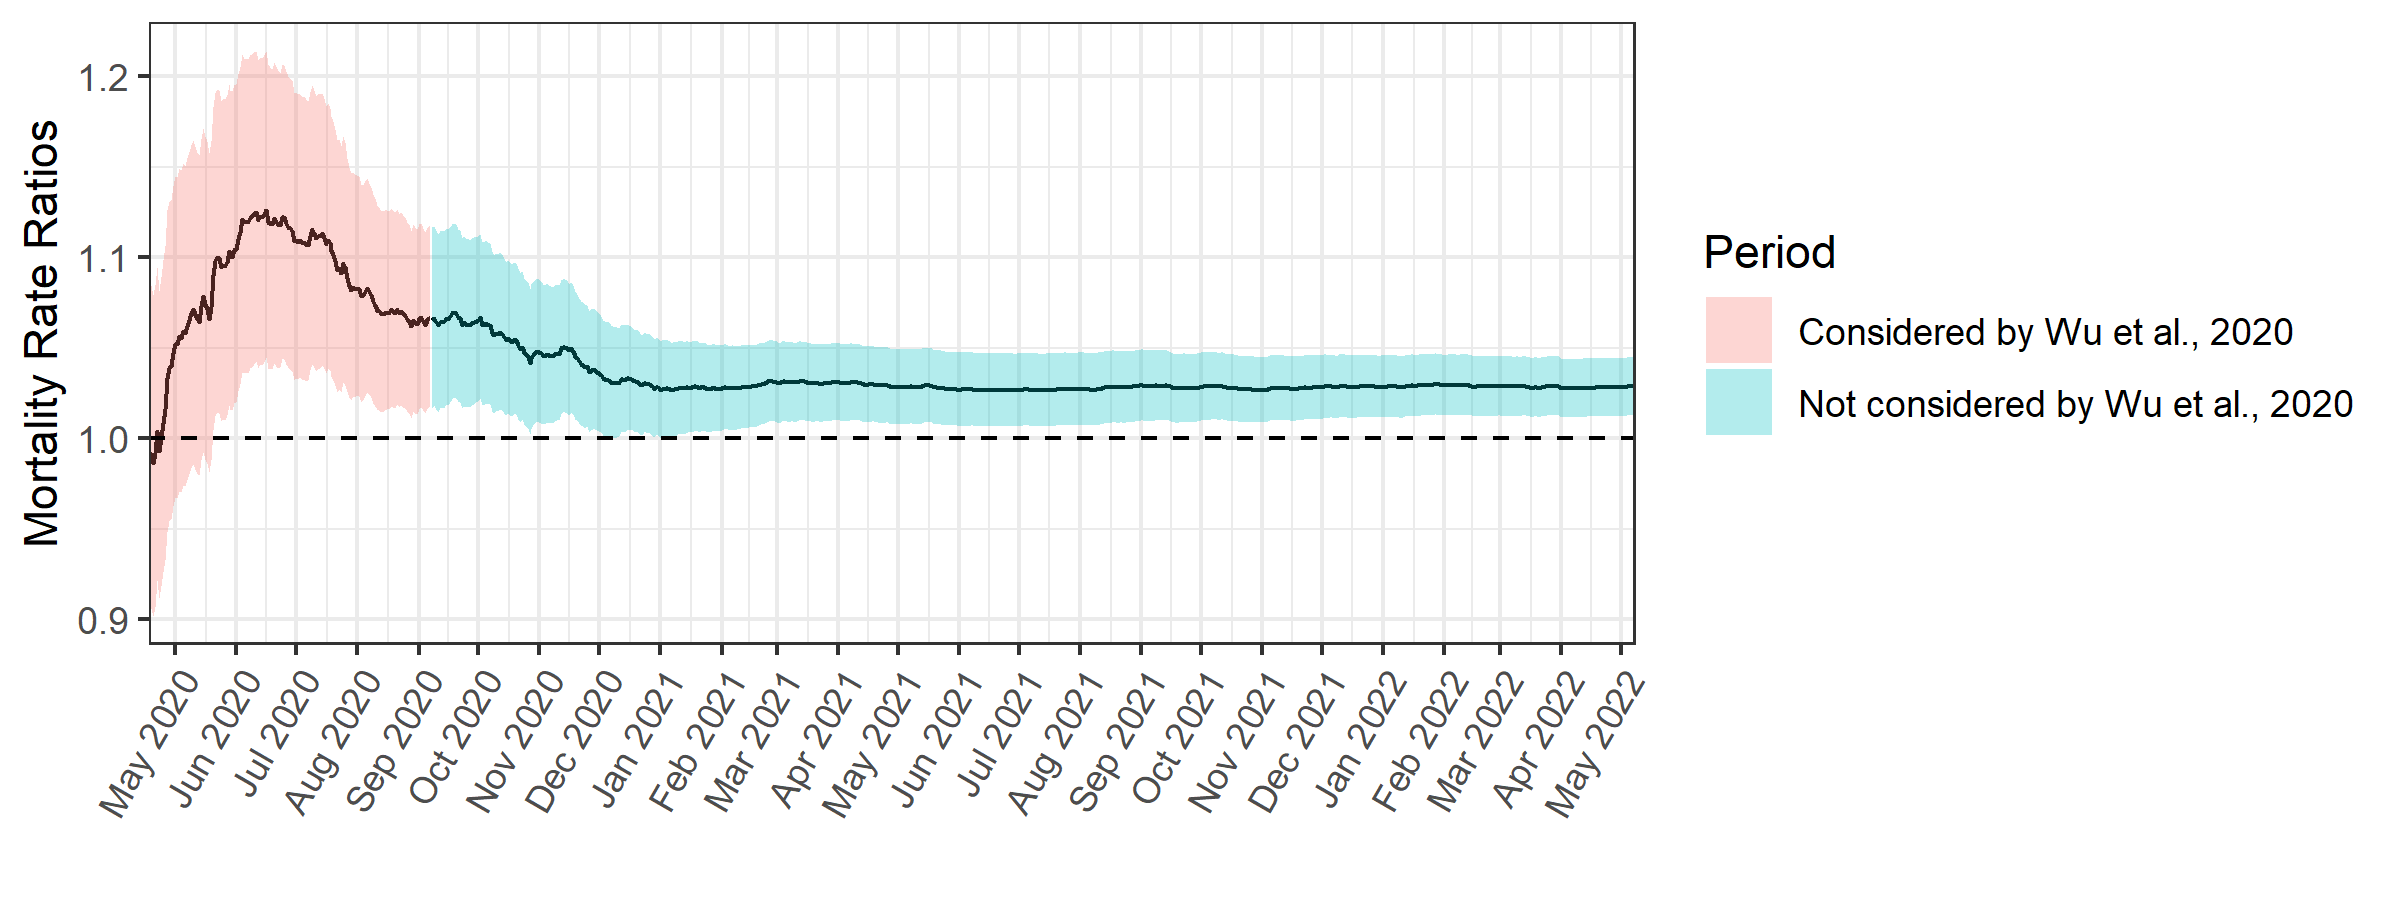 Mortality Rate Ratios
1.2
1.1
1.0
0.9
May 2020
Jun 2020
Jul 2020
Aug 2020
Sep 2020
Oct 2020
Nov 2020
Dec 2020
Jan 2021
Feb 2021
Mar 2021
Apr 2021
May 2021
Jun 2021
Jul 2021
Aug 2021
Sep 2021
Oct 2021
Nov 2021
Dec 2021
Jan 2022
Feb 2022
Mar 2022
Apr 2022
May 2022
Period
Considered by Wu et al., 2020
Not considered by Wu et al., 2020